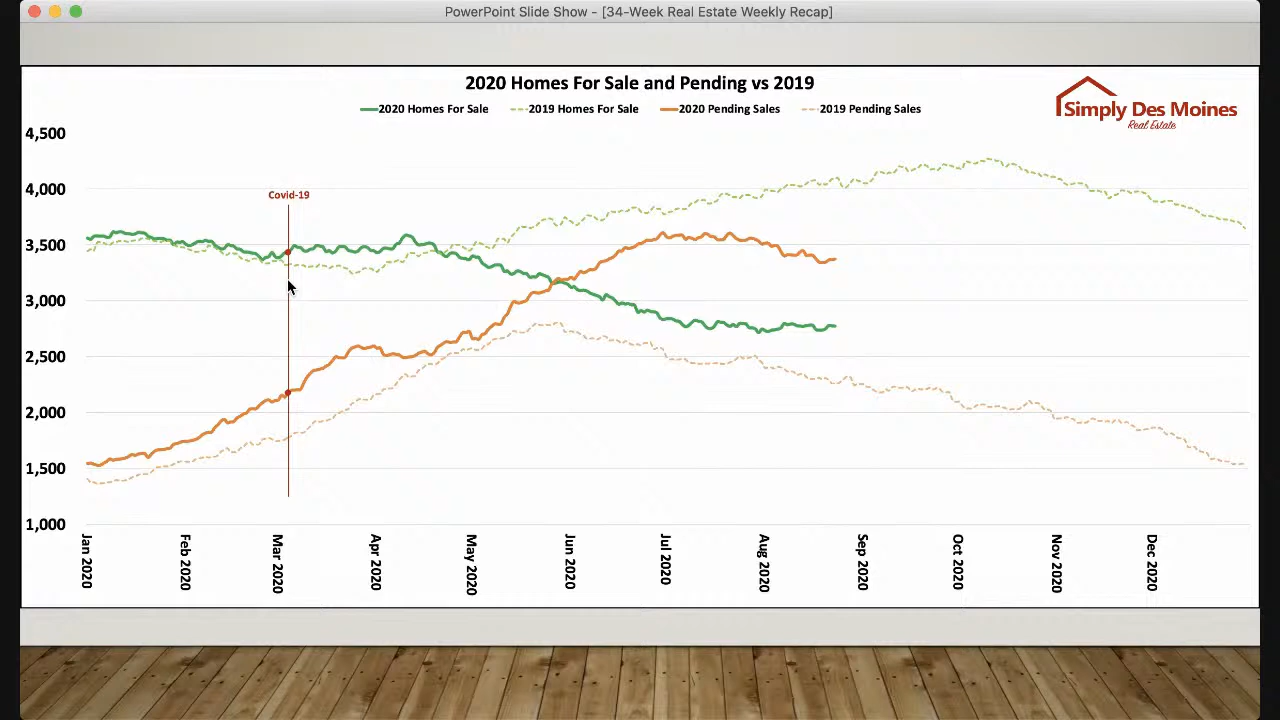 PowerPoint Slide Show - [34-Week Real Estate Weekly Recap]
2020 Homes For Sale and Pending vs 2019
2020 Homes For Sale 2019 Homes For Sale 2020 Pending Sales 2019 Pending Sales
Simply Des Moines
Real Estate
4,500
4,000
Covid-19
3,500
3,000
2,500
2,000
1,500
1,000
Jan 2020
Feb 2020
Mar 2020
Apr 2020
May 2020
Jun 2020
Jul 2020
Aug 2020
Sep 2020
Oct 2020
Nov 2020
Dec 2020